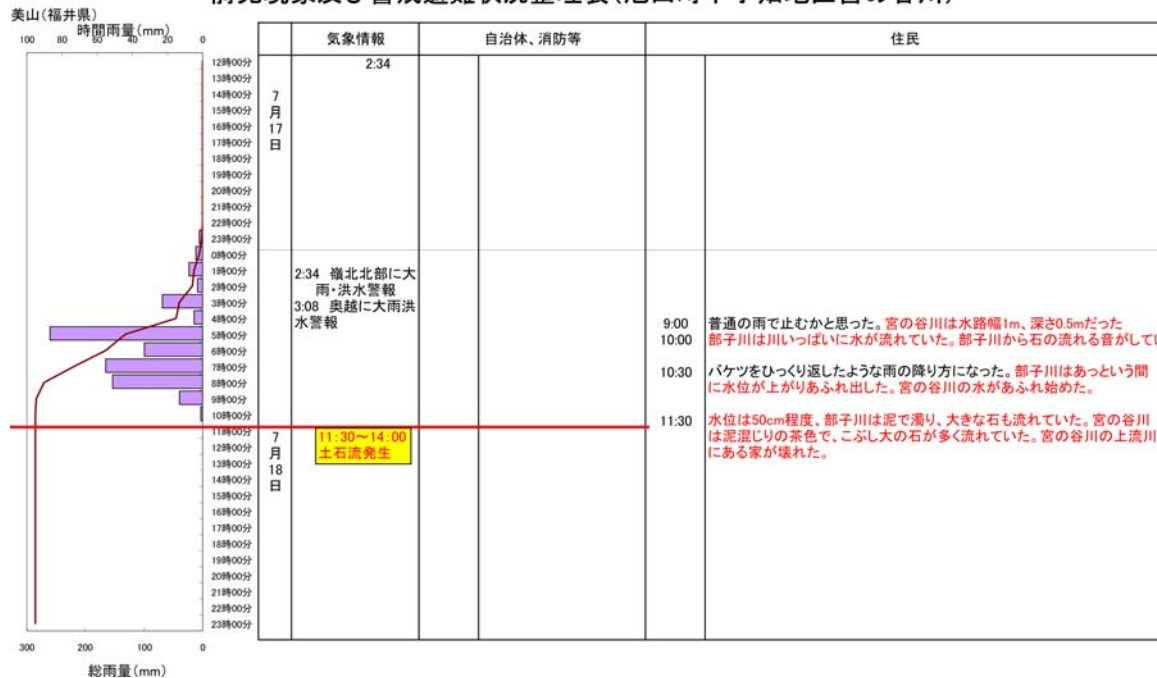 美山(福井県)
時間雨量(mm)
100 80 60 40 20 0
気象情報 自治体、消防等 住民
12時00分
13時00分
14時00分
15時00分
16時00分
17時00分
18時00分
19時00分
20時00分
21時00分
22時00分
23時00分
0時00分
1時00分
2時00分
3時00分
4時00分
5時00分
6時00分
7時00分
8時00分
9時00分
10時00分
11時00分
12時00分
13時00分
14時00分
15時00分
16時00分
17時00分
18時00分
19時00分
20時00分
21時00分
22時00分
23時00分
300 200 100 0
総雨量(mm)
7
月
17
日
7
月
18
日
2:34
2:34 嶺北北部に大
雨・洪水警報
3:08 奥越に大雨洪
水警報
11:30～14:00
土石流発生
9:00 普通の雨で止むかと思った。宮の谷川は水路幅1m、深さ0.5mだった
10:00 部子川は川いっぱいに水が流れていた。部子川から石の流れる音がしてい
10:30 バケツをひっくり返したような雨の降り方になった。部子川はあっという間
に水位が上がりあふれ出した。宮の谷川の水があふれ始めた。
11:30 水位は50cm程度、部子川は泥で濁り、大きな石も流れていた。宮の谷川
は泥混じりの茶色で、こぶし大の石が多く流れていた。宮の谷川の上流川
にある家が壊れた。